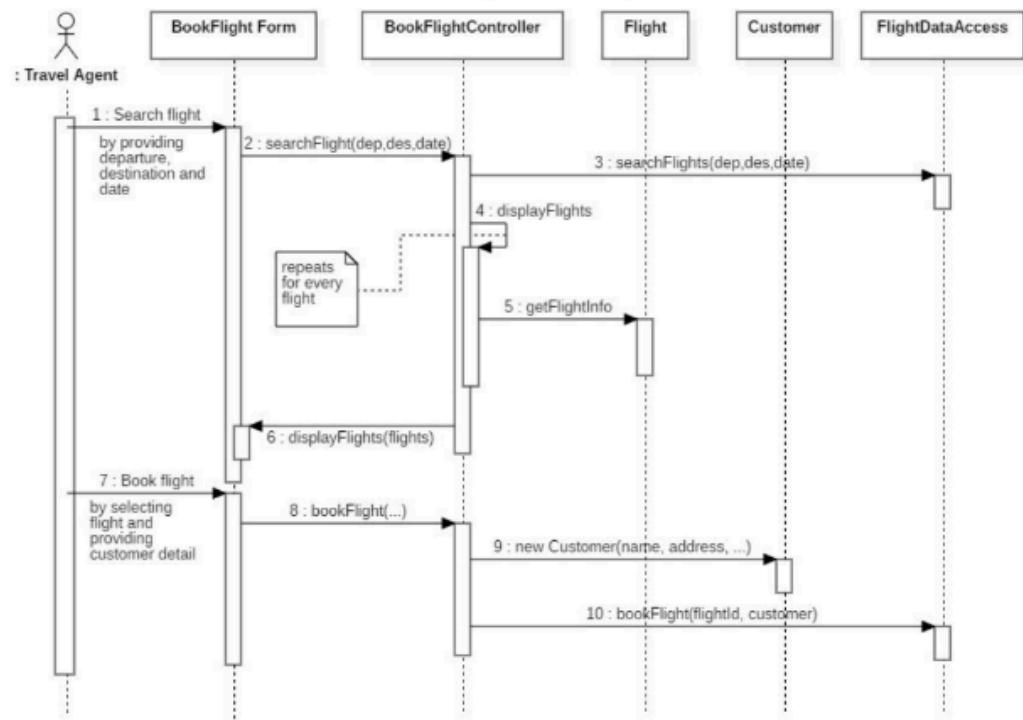 BookFlight Form
BookFlightController
Flight
Customer
FlightDataAccess
: Travel Agent
1 : Search flight
by providing
departure,
destination and
date
2 : searchFlight(dep,des,date)
3 : searchFlights(dep,des,date)
4 : displayFlights
repeats
for every
flight
5 : getFlightInfo
6 : displayFlights(flights)
7 : Book flight
by selecting
flight and
providing
customer detail
8 : bookFlight(...)
9 : new Customer(name, address, ...)
10 : bookFlight(flightId, customer)